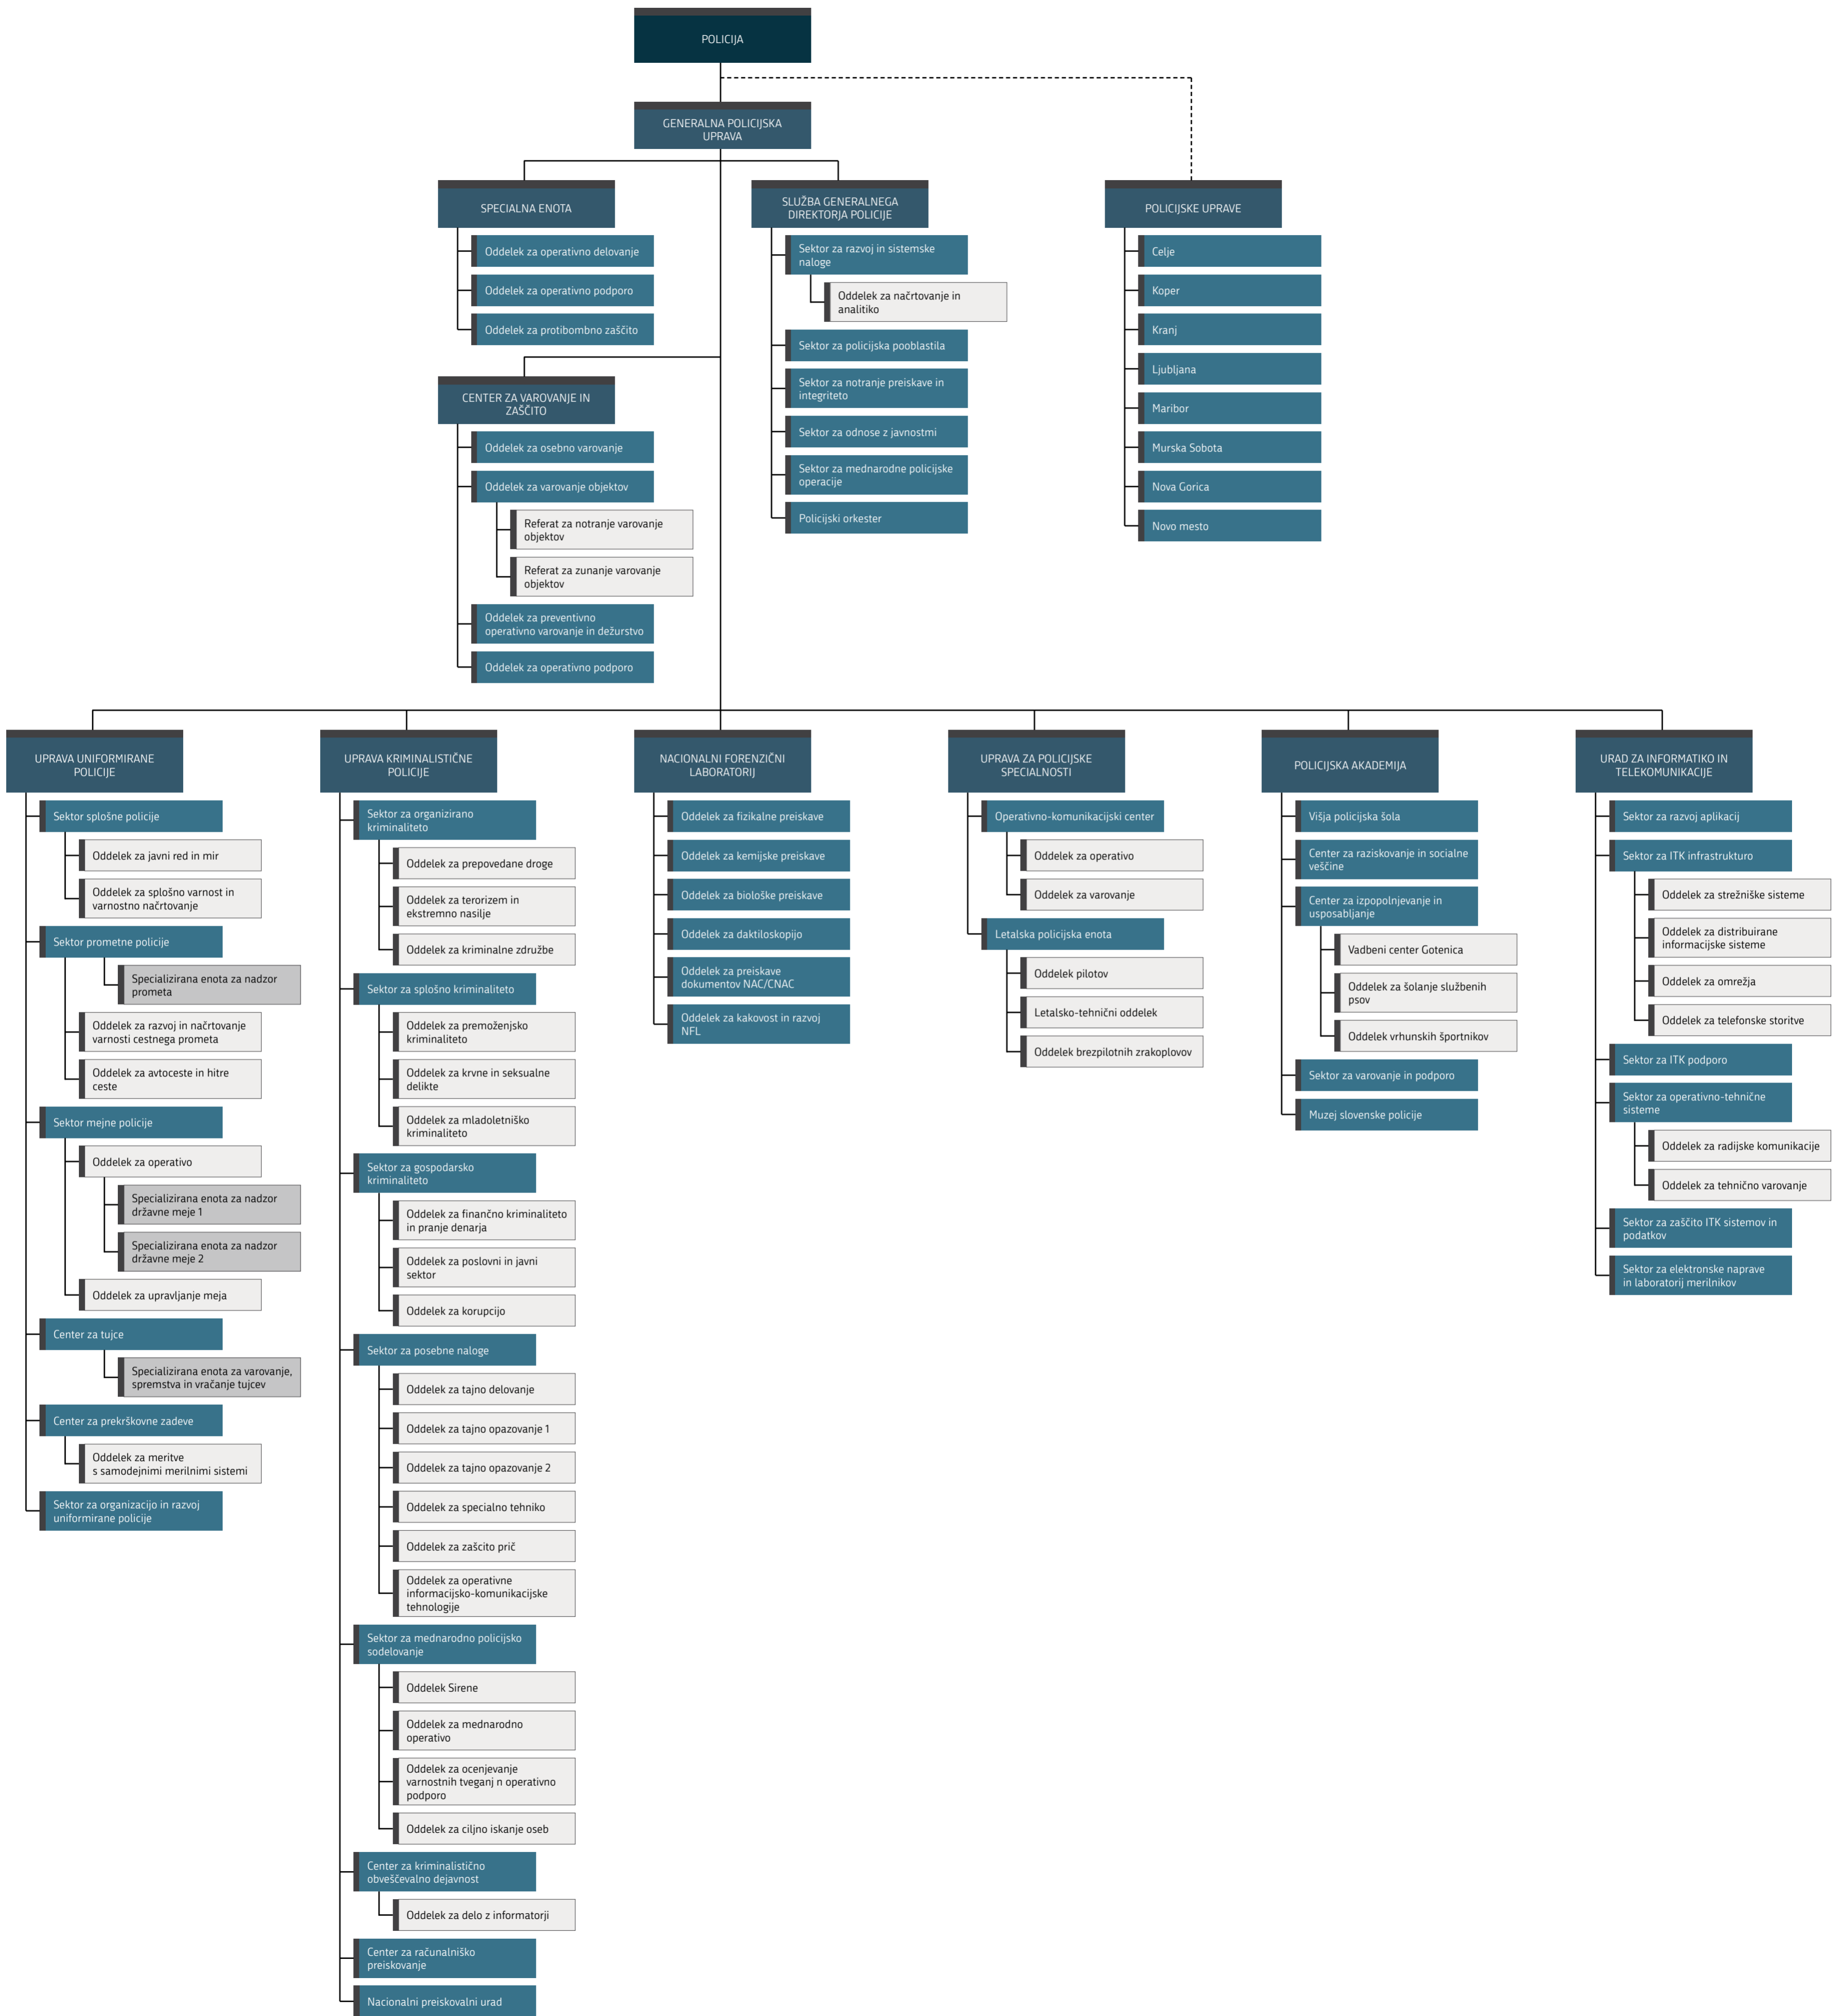 POLICIJA
GENERALNA POLICIJSKA
UPRAVA
SPECIALNA ENOTA
Oddelek za operativno delovanje
Oddelek za operativno podporo
Oddelek za protibombno zaščito
CENTER ZA VAROVANJE IN
ZAŠČITO
Oddelek za osebno varovanje
Oddelek za varovanje objektov
Referat za notranje varovanje
objektov
Referat za zunanje varovanje
objektov
Oddelek za preventivno
operativno varovanje in dežurstvo
Oddelek za operativno podporo
SLUŽBA GENERALNEGA
DIREKTORJA POLICIJE
Sektor za razvoj in sistemske
naloge
Oddelek za načrtovanje in
analitiko
Sektor za policijska pooblastila
Sektor za notranje preiskave in
integriteto
Sektor za odnose z javnostmi
Sektor za mednarodne policijske
operacije
Policijski orkester
POLICIJSKE UPRAVE
Celje
Koper
Kranj
Ljubljana
Maribor
Murska Sobota
Nova Gorica
Novo mesto
UPRAVA UNIFORMIRANE
POLICIJE
Sektor splošne policije
Oddelek za javni red in mir
Oddelek za splošno varnost in
varnostno načrtovanje
Sektor prometne policije
Specializirana enota za nadzor
prometa
Oddelek za razvoj in načrtovanje
varnosti cestnega prometa
Oddelek za avtoceste in hitre
ceste
Sektor mejne policije
Oddelek za operativo
Specializirana enota za nadzor
državne meje 1
Specializirana enota za nadzor
državne meje 2
Oddelek za upravljanje meja
Center za tujce
Specializirana enota za varovanje,
spremstva in vračanje tujcev
Center za prekrškovne zadeve
Oddelek za meritve
s samodejnimi merilnimi sistemi
Sektor za organizacijo in razvoj
uniformirane policije
UPRAVA KRIMINALISTIČNE
POLICIJE
Sektor za organizirano
kriminaliteto
Oddelek za prepovedane droge
Oddelek za terorizem in
ekstremno nasilje
Oddelek za kriminalne združbe
Sektor za splošno kriminaliteto
Oddelek za premoženjsko
kriminaliteto
Oddelek za krvne in seksualne
delikte
Oddelek za mladoletniško
kriminaliteto
Sektor za gospodarsko
kriminaliteto
Oddelek za finančno kriminaliteto
in pranje denarja
Oddelek za poslovni in javni
sektor
Oddelek za korupcijo
Sektor za posebne naloge
Oddelek za tajno delovanje
Oddelek za tajno opazovanje 1
Oddelek za tajno opazovanje 2
Oddelek za specialno tehniko
Oddelek za zašcito prič
Oddelek za operativne
informacijsko-komunikacijske
tehnologije
Sektor za mednarodno policijsko
sodelovanje
Oddelek Sirene
Oddelek za mednarodno
operativo
Oddelek za ocenjevanje
varnostnih tveganj n operativno
podporo
Oddelek za ciljno iskanje oseb
Center za kriminalistično
obveščevalno dejavnost
Oddelek za delo z informatorji
Center za računalniško
preiskovanje
Nacionalni preiskovalni urad
NACIONALNI FORENZIČNI
LABORATORIJ
Oddelek za fizikalne preiskave
Oddelek za kemijske preiskave
Oddelek za biološke preiskave
Oddelek za daktiloskopijo
Oddelek za preiskave
dokumentov NAC/CNAC
Oddelek za kakovost in razvoj
NFL
UPRAVA ZA POLICIJSKE
SPECIALNOSTI
Operativno-komunikacijski center
Oddelek za operativo
Oddelek za varovanje
Letalska policijska enota
Oddelek pilotov
Letalsko-tehnični oddelek
Oddelek brezpilotnih zrakoplovov
POLICIJSKA AKADEMIJA
Višja policijska šola
Center za raziskovanje in socialne
veščine
Center za izpopolnjevanje in
usposabljanje
Vadbeni center Gotenica
Oddelek za šolanje službenih
psov
Oddelek vrhunskih športnikov
Sektor za varovanje in podporo
Muzej slovenske policije
URAD ZA INFORMATIKO IN
TELEKOMUNIKACIJE
Sektor za razvoj aplikacij
Sektor za ITK infrastrukturo
Oddelek za strežniške sisteme
Oddelek za distribuirane
informacijske sisteme
Oddelek za omrežja
Oddelek za telefonske storitve
Sektor za ITK podporo
Sektor za operativno-tehnične
sisteme
Oddelek za radijske komunikacije
Oddelek za tehnično varovanje
Sektor za zaščito ITK sistemov in
podatkov
Sektor za elektronske naprave
in laboratorij merilnikov